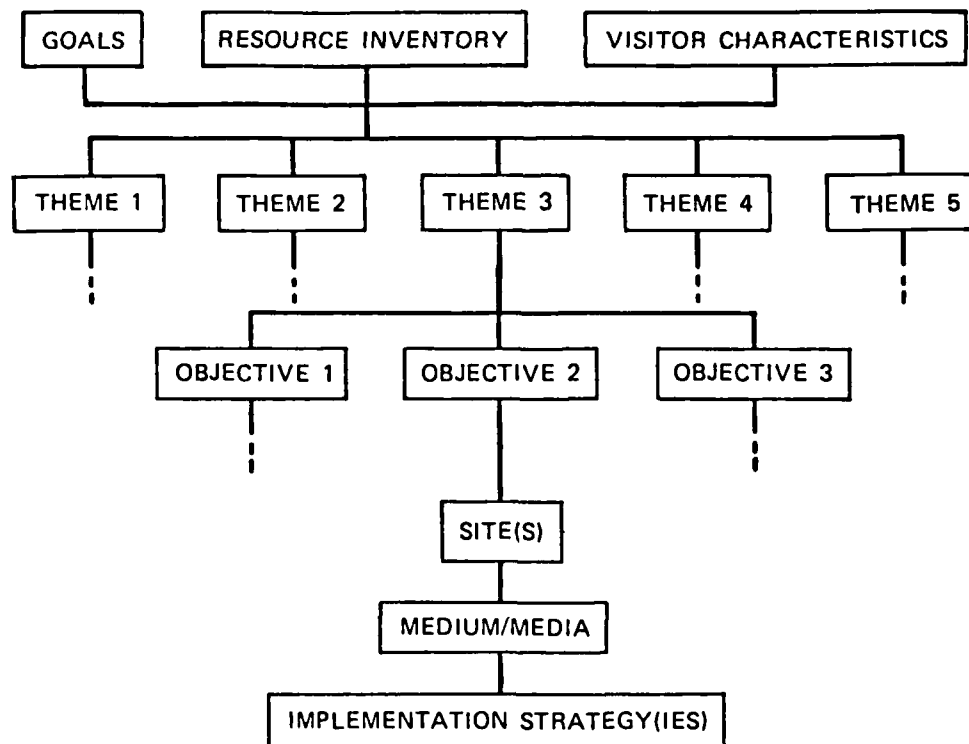 GOALS
RESOURCE INVENTORY
VISITOR CHARACTERISTICS
THEME 1
THEME 2
THEME 3
THEME 4
THEME 5
OBJECTIVE 1
OBJECTIVE 2
OBJECTIVE 3
SITE(S)
MEDIUM/MEDIA
IMPLEMENTATION STRATEGY(IES)